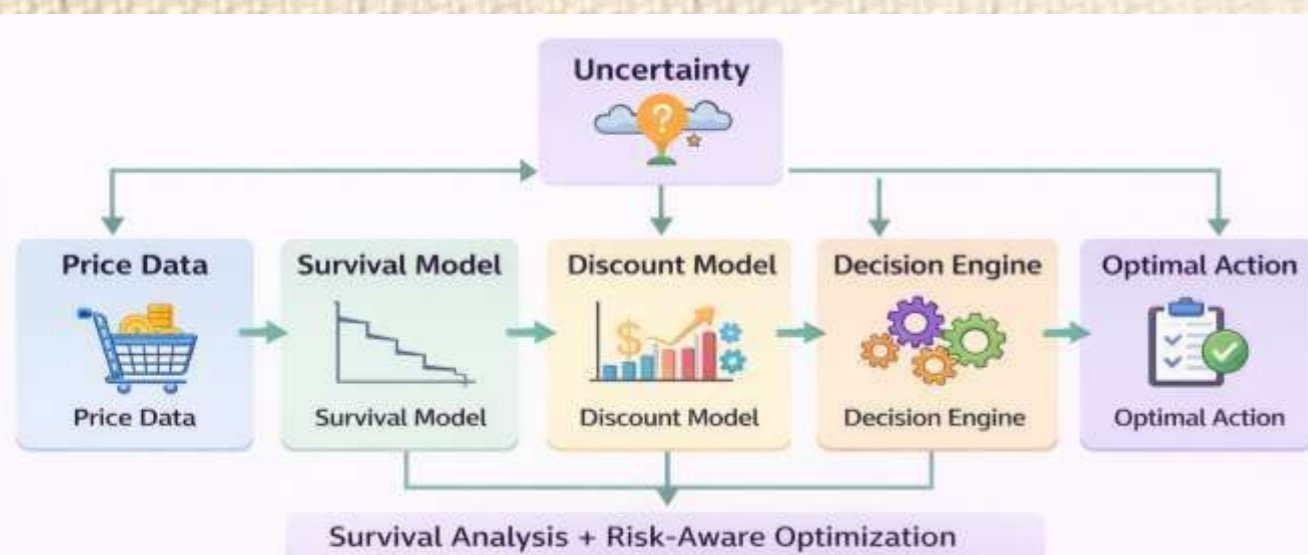 Uncertainty
?
Price Data
Survival Model
Discount Model
Decision Engine
Optimal Action
$
Price Data
Survival Model
Discount Model
Decision Engine
Optimal Action
Survival Analysis + Risk-Aware Optimization